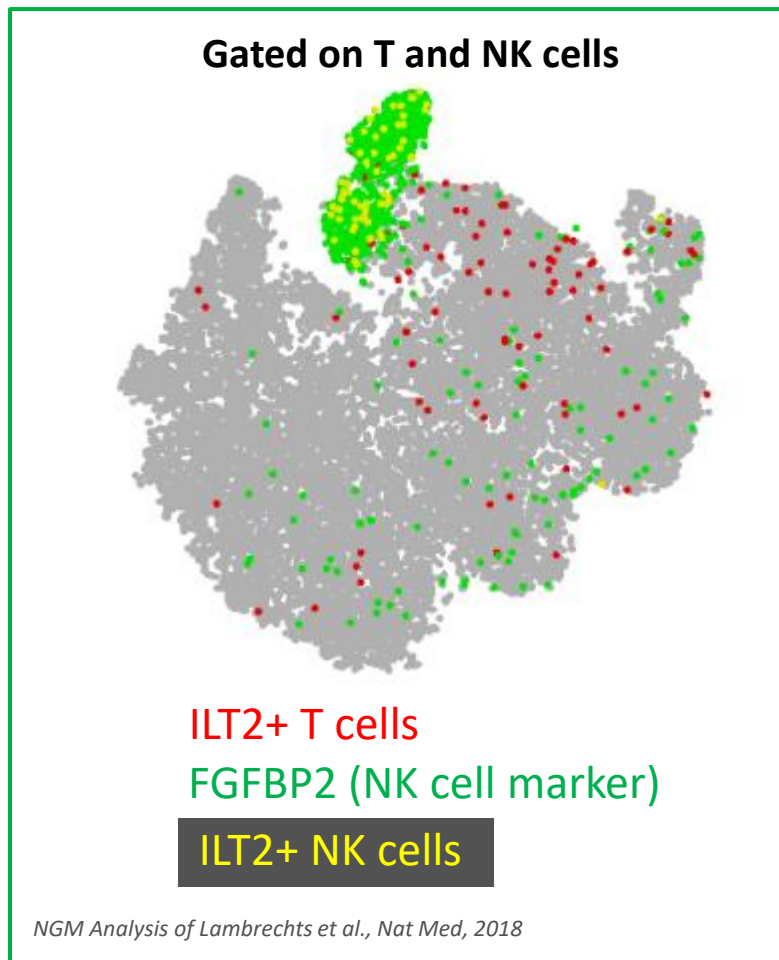 Gated on T and NK cells
ILT2+ T cells
FGFBP2 (NK cell marker)
ILT2+ NK cells
NGM Analysis of Lambrechts et al., Nat Med, 2018